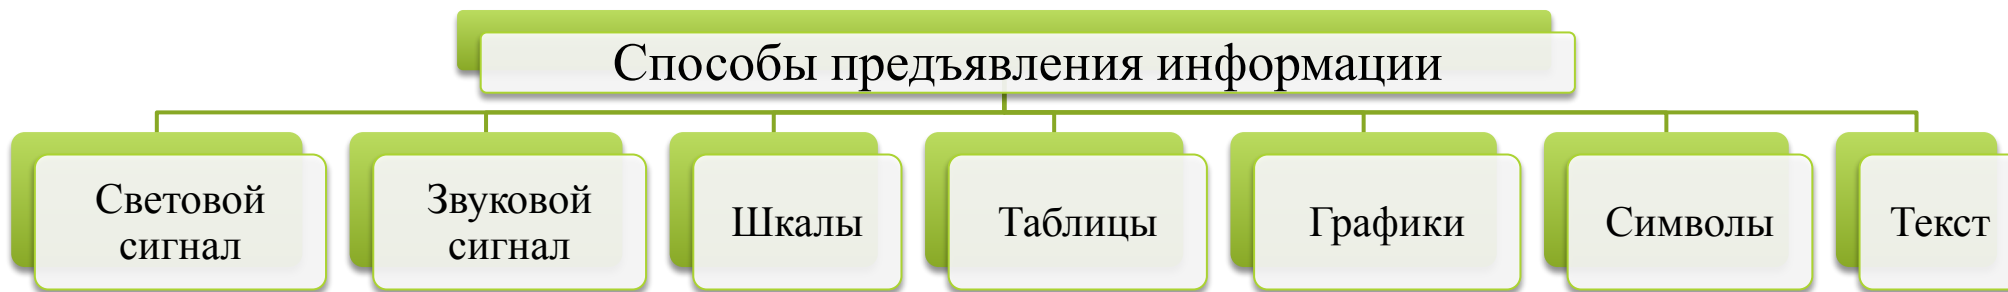 Способы предъявления информации
Световой
сигнал
Звуковой
сигнал
Шкалы
Таблицы
Графики
Символы
Текст